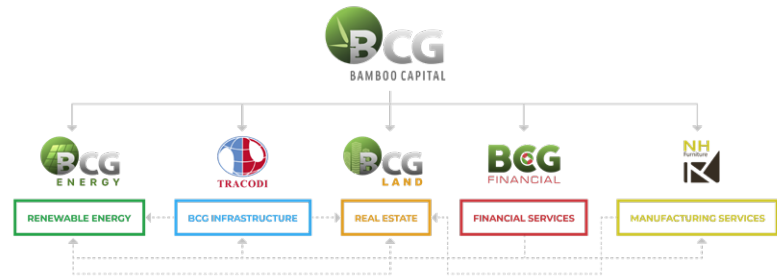 BCG
BAMBOO CAPITAL
BCG
ENERGY
TRACODI
BCG
LAND
BCG
FINANCIAL
NH
Furniture
RENEWABLE ENERGY
BCG INFRASTRUCTURE
REAL ESTATE
FINANCIAL SERVICES
MANUFACTURING SERVICES